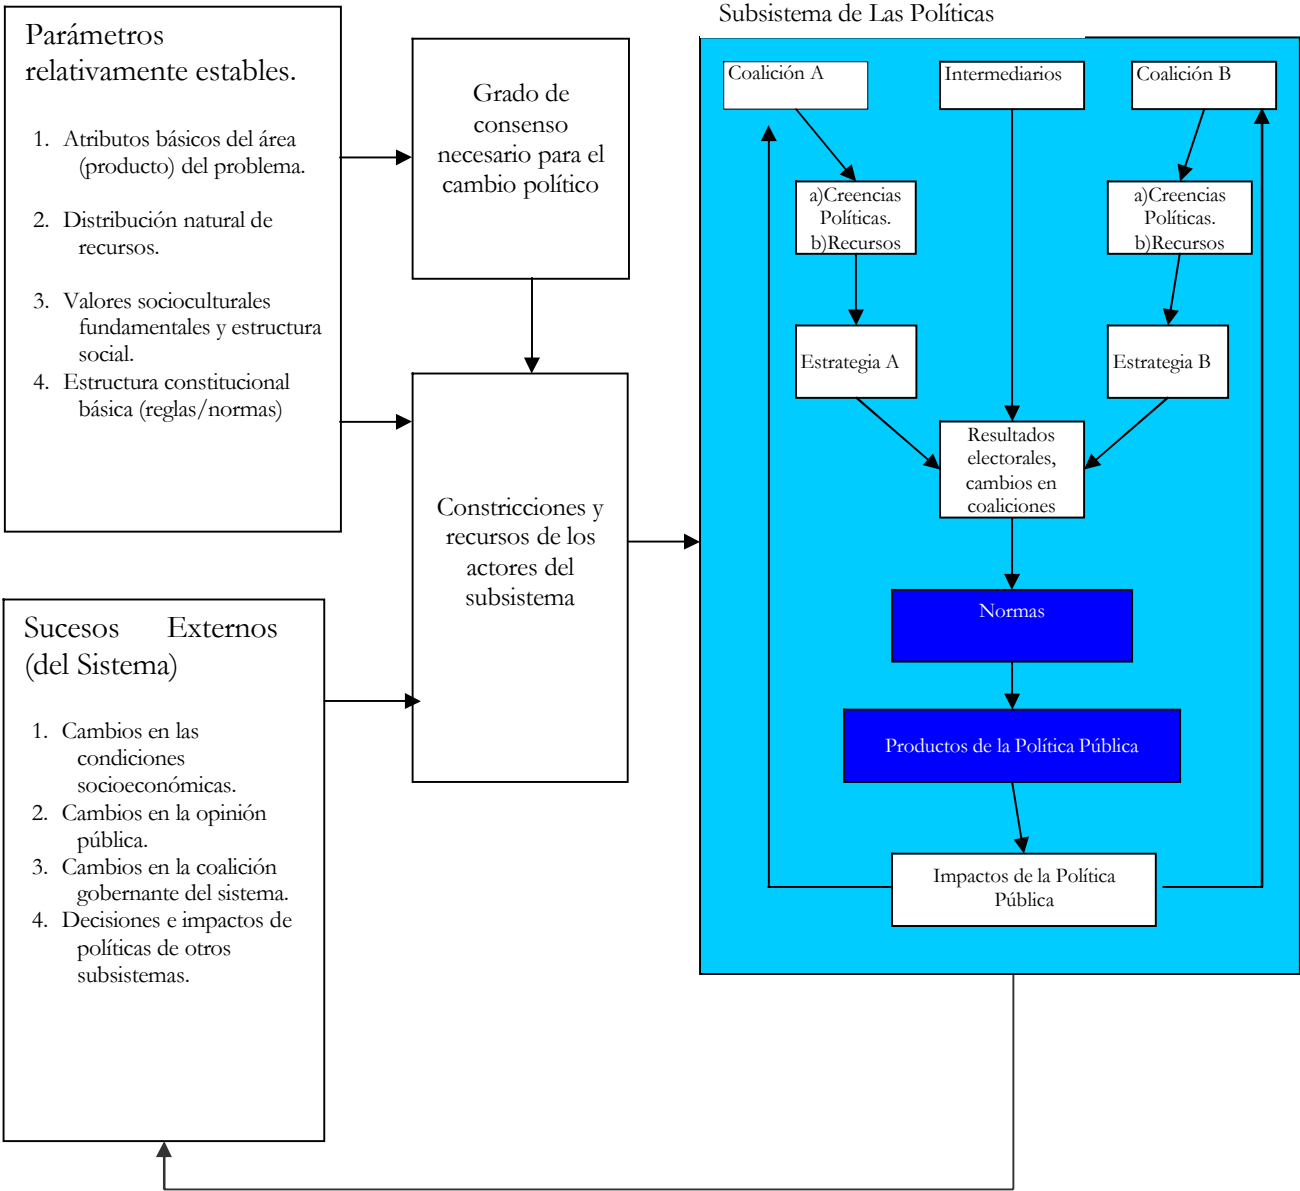 Parámetros
relativamente estables.
1. Atributos básicos del área
(producto) del problema.
2. Distribución natural de
recursos.
3. Valores socioculturales
fundamentales y estructura
social.
4. Estructura constitucional
básica (reglas/normas)
Grado de
consenso
necesario para el
cambio político
Constricciones y
recursos de los
actores del
subsistema
Sucesos Externos
(del Sistema)
1. Cambios en las
condiciones
socioeconómicas.
2. Cambios en la opinión
pública.
3. Cambios en la coalición
gobernante del sistema.
4. Decisiones e impactos de
políticas de otros
subsistemas.
Subsistema de Las Políticas
Coalición A
Intermediarios
Coalición B
a)Creencias
Políticas.
b)Recursos
a)Creencias
Políticas.
b)Recursos
Estrategia A
Estrategia B
Resultados
electorales,
cambios en
coaliciones
Normas
Productos de la Política Pública
Impactos de la Política
Pública